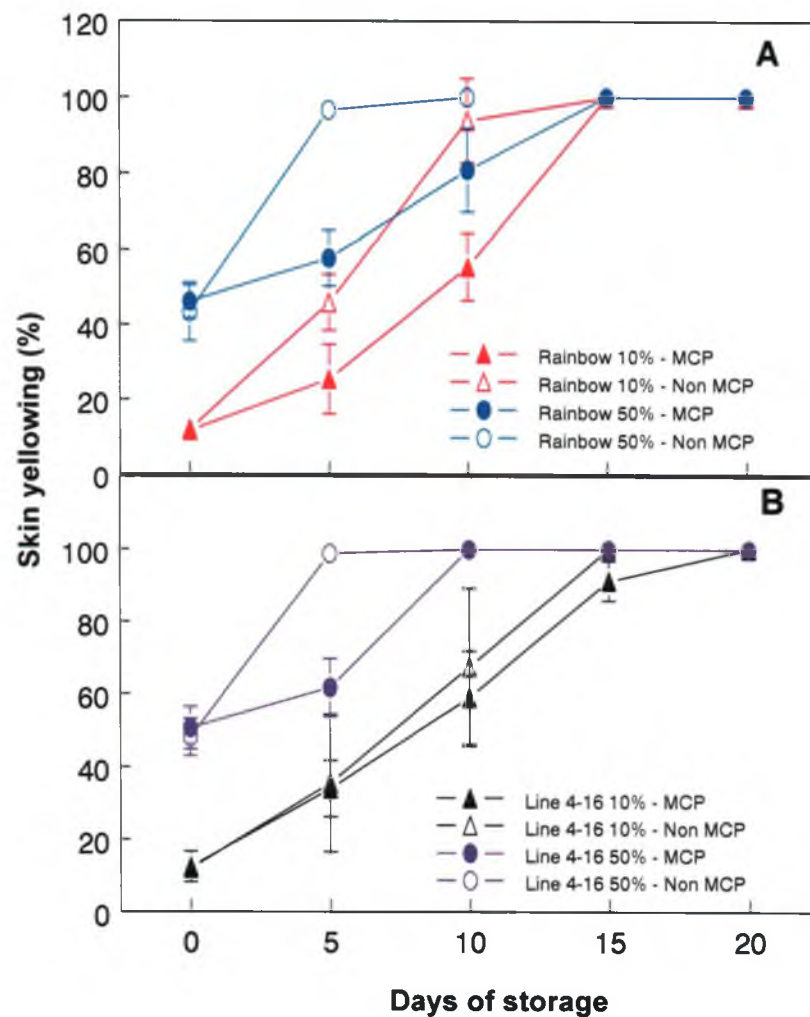 120
A
100
80
60
40
20
0
Rainbow 10% - MCP
Rainbow 10% - Non MCP
Rainbow 50% - MCP
Rainbow 50% - Non MCP
Skin yellowing (%)
B
100
80
60
40
20
0
Line 4-16 10% - MCP
Line 4-16 10% - Non MCP
Line 4-16 50% - MCP
Line 4-16 50% - Non MCP
0 5 10 15 20
Days of storage